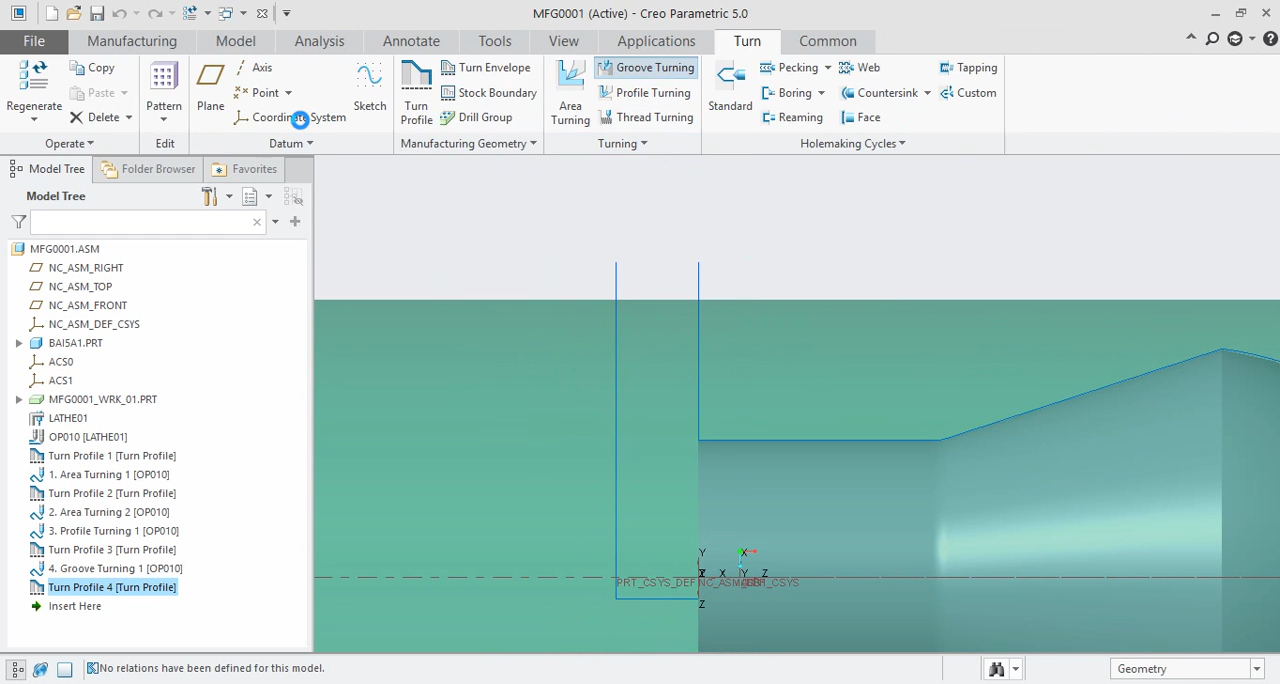 MFG0001 (Active) - Creo Parametric 5.0
File Manufacturing Model Analysis Annotate Tools View Applications Turn Common
Regenerate
Copy
Paste
Delete
Operate
Pattern
Edit
Plane
Axis
Point
Coordinate System
Sketch
Datum
Turn Profile
Turn Envelope
Stock Boundary
Drill Group
Manufacturing Geometry
Area Turning
Groove Turning
Profile Turning
Thread Turning
Turning
Standard
Pecking
Boring
Reaming
Web
Countersink
Face
Tapping
Custom
Holemaking Cycles
Model Tree Folder Browser Favorites
Model Tree
MFG0001.ASM
NC_ASM_RIGHT
NC_ASM_TOP
NC_ASM_FRONT
NC_ASM_DEF_CSYS
BAI5A1.PRT
ACS0
ACS1
MFG0001_WRK_01.PRT
LATHE01
OP010 [LATHE01]
Turn Profile 1 [Turn Profile]
1. Area Turning 1 [OP010]
Turn Profile 2 [Turn Profile]
2. Area Turning 2 [OP010]
3. Profile Turning 1 [OP010]
Turn Profile 3 [Turn Profile]
4. Groove Turning 1 [OP010]
Turn Profile 4 [Turn Profile]
Insert Here
Y X
X Y Z
Z
No relations have been defined for this model.
Geometry